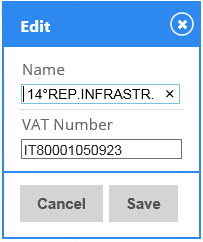 Edit
Name
14°REP.INFRASTR.
VAT Number
IT80001050923
Cancel
Save